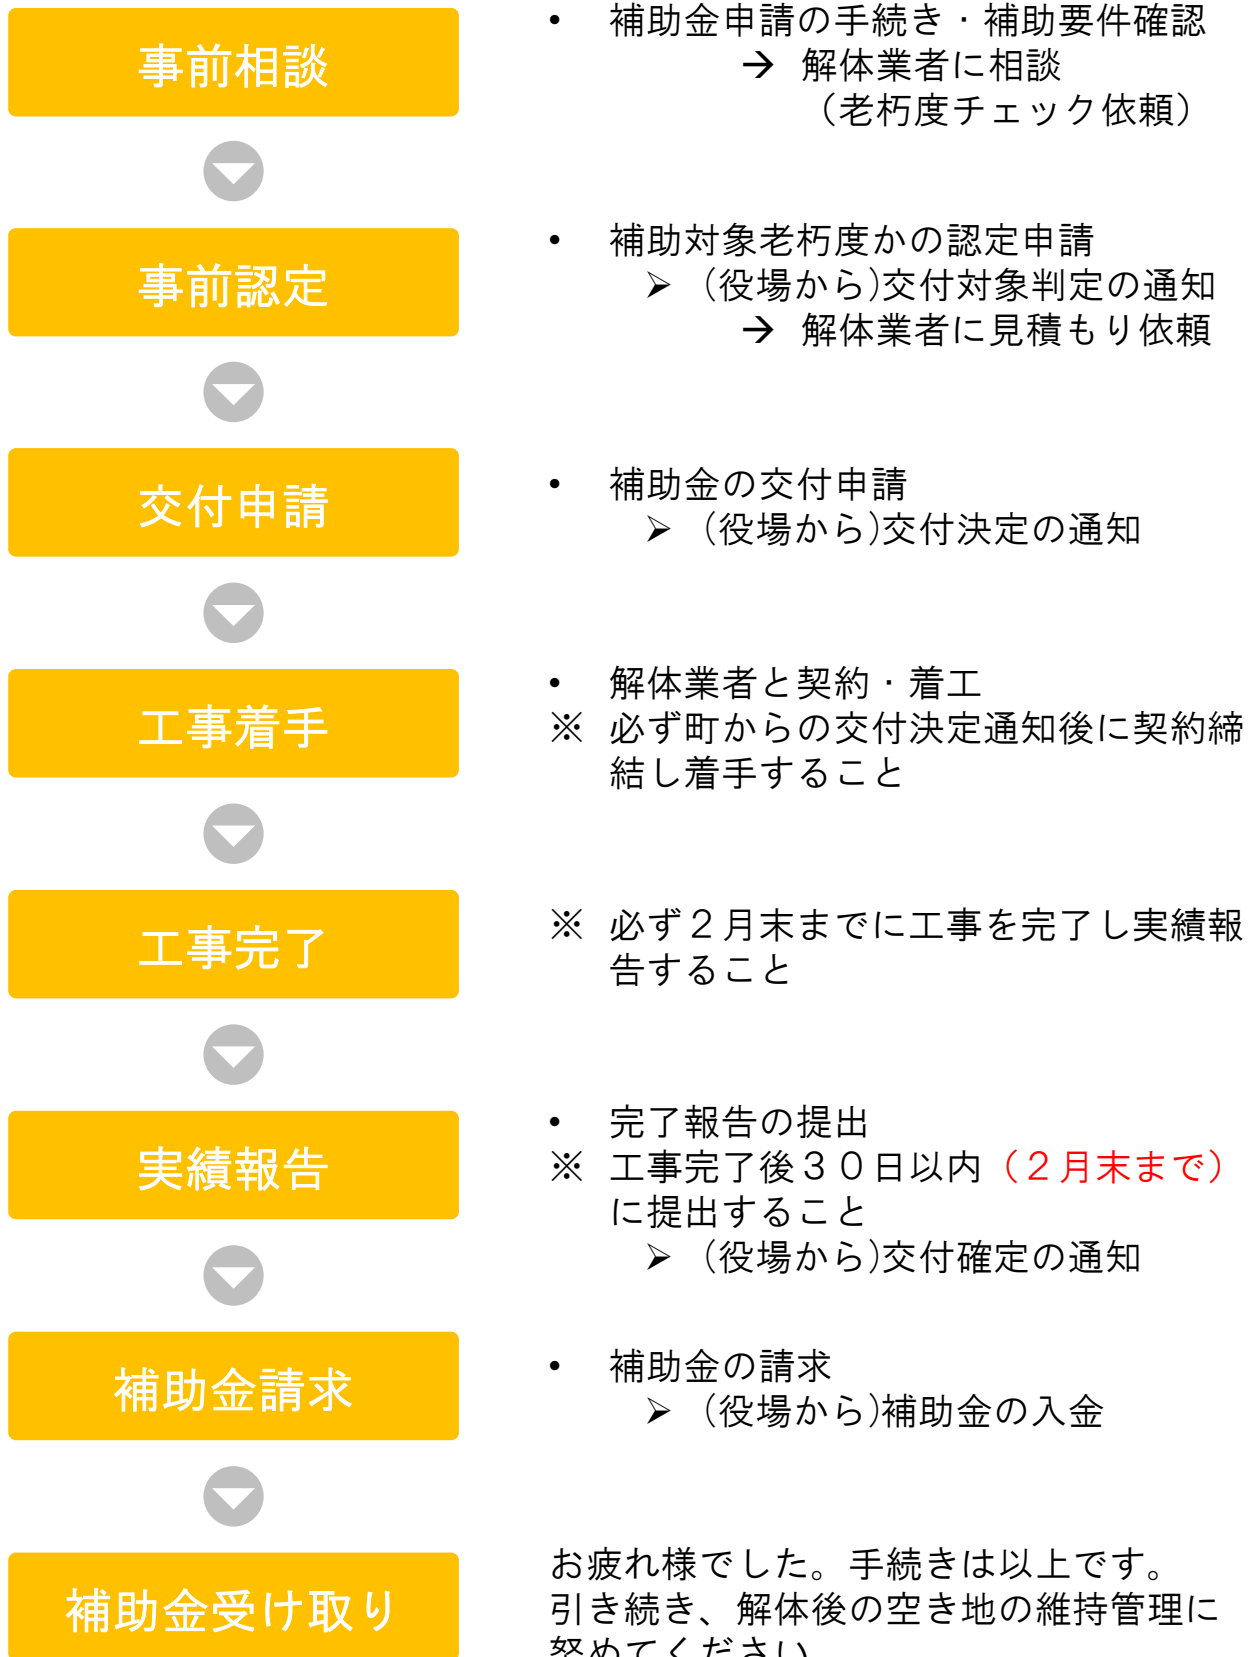 事前相談
• 補助金申請の手続き・補助要件確認
→ 解体業者に相談
（老朽度チェック依頼）
事前認定
• 補助対象老朽度かの認定申請
➢ （役場から)交付対象判定の通知
→ 解体業者に見積もり依頼
交付申請
• 補助金の交付申請
➢ （役場から)交付決定の通知
工事着手
• 解体業者と契約・着工
※ 必ず町からの交付決定通知後に契約締
結し着手すること
工事完了
※ 必ず２月末までに工事を完了し実績報
告すること
実績報告
• 完了報告の提出
※ 工事完了後３０日以内（２月末まで）
に提出すること
➢ （役場から)交付確定の通知
補助金請求
• 補助金の請求
➢ （役場から)補助金の入金
補助金受け取り
お疲れ様でした。手続きは以上です。
引き続き、解体後の空き地の維持管理に
努めてください